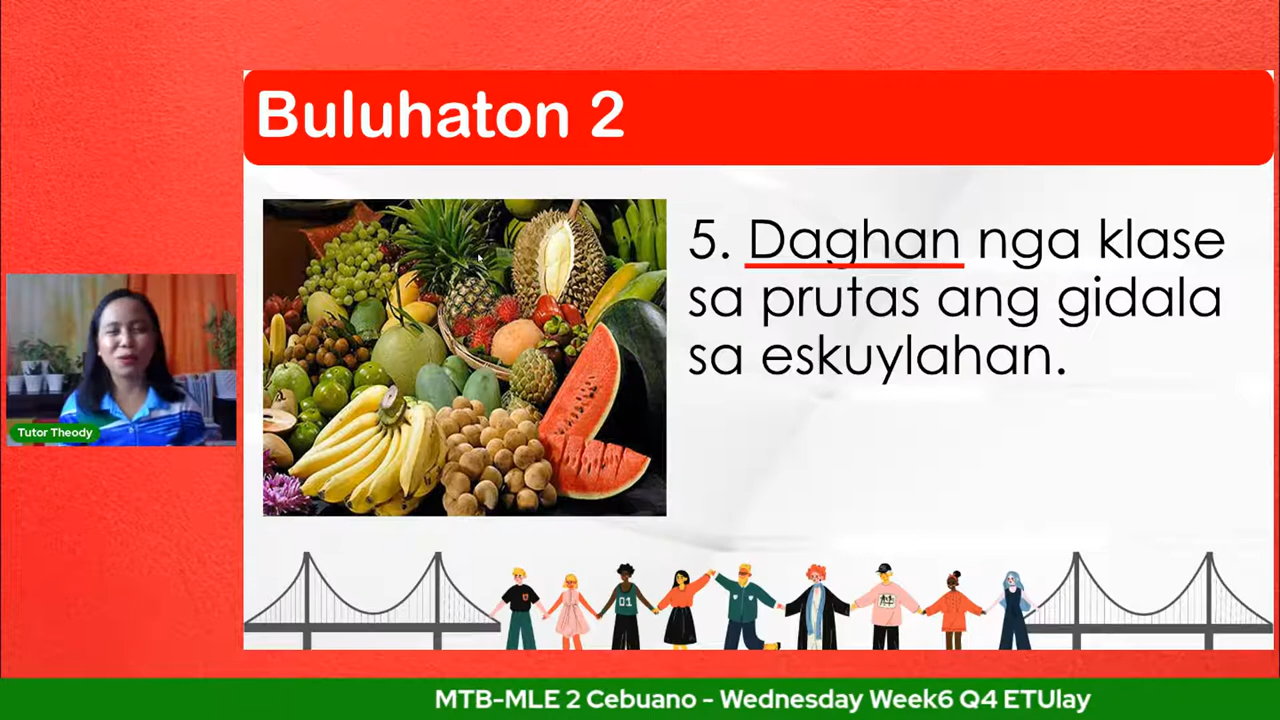 Buluhaton 2
5. Daghan nga klase
sa prutas ang gidala
sa eskuylahan.
Tutor Theody
01
MTB-MLE 2 Cebuano - Wednesday Week6 Q4 ETUlay